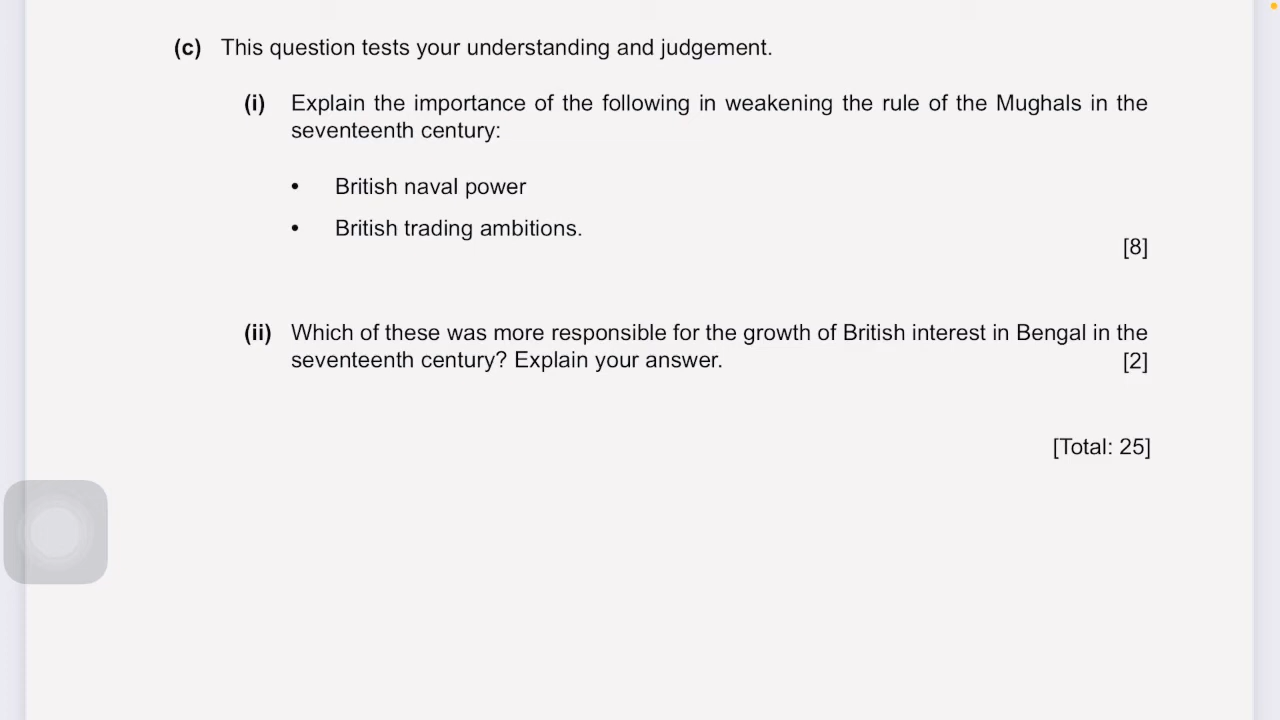 (c) This question tests your understanding and judgement.
(i) Explain the importance of the following in weakening the rule of the Mughals in the
seventeenth century:
• British naval power
• British trading ambitions.
[8]
(ii) Which of these was more responsible for the growth of British interest in Bengal in the
seventeenth century? Explain your answer. [2]
[Total: 25]